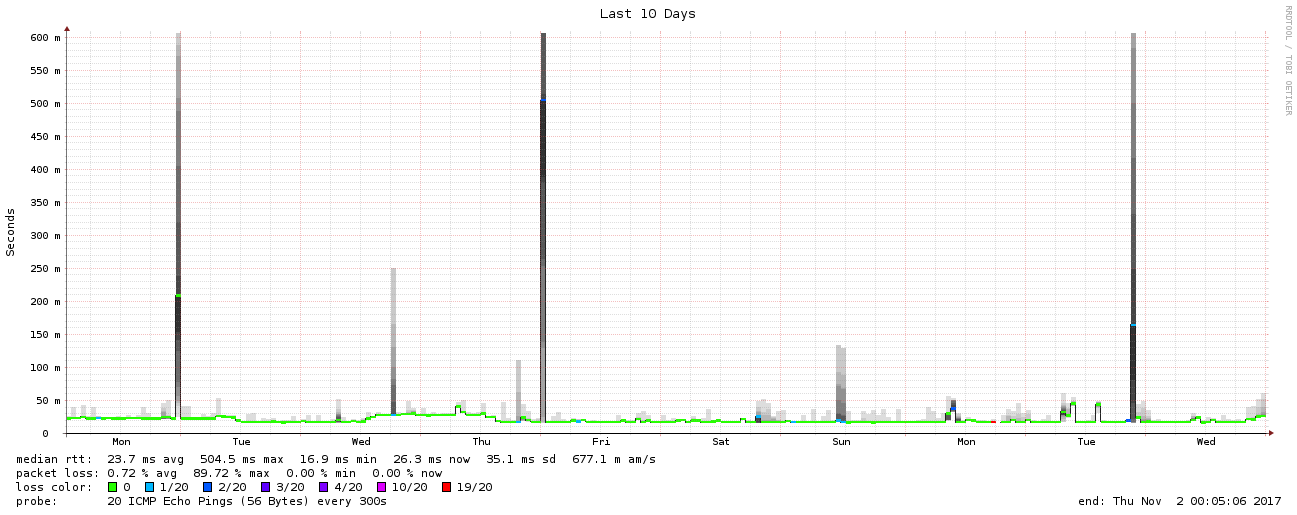 Last 10 Days
RRDTOOL / TOBI OETIKER
Seconds
600 m
550 m
500 m
450 m
400 m
350 m
300 m
250 m
200 m
150 m
100 m
50 m
0
Mon Tue Wed Thu Fri Sat Sun Mon Tue Wed
median rtt: 23.7 ms avg 504.5 ms max 16.9 ms min 26.3 ms now 35.1 ms sd 677.1 m am/s
packet loss: 0.72 % avg 89.72 % max 0.00 % min 0.00 % now
loss color: 0 1/20 2/20 3/20 4/20 10/20 19/20
probe: 20 ICMP Echo Pings (56 Bytes) every 300s end: Thu Nov 2 00:05:06 2017